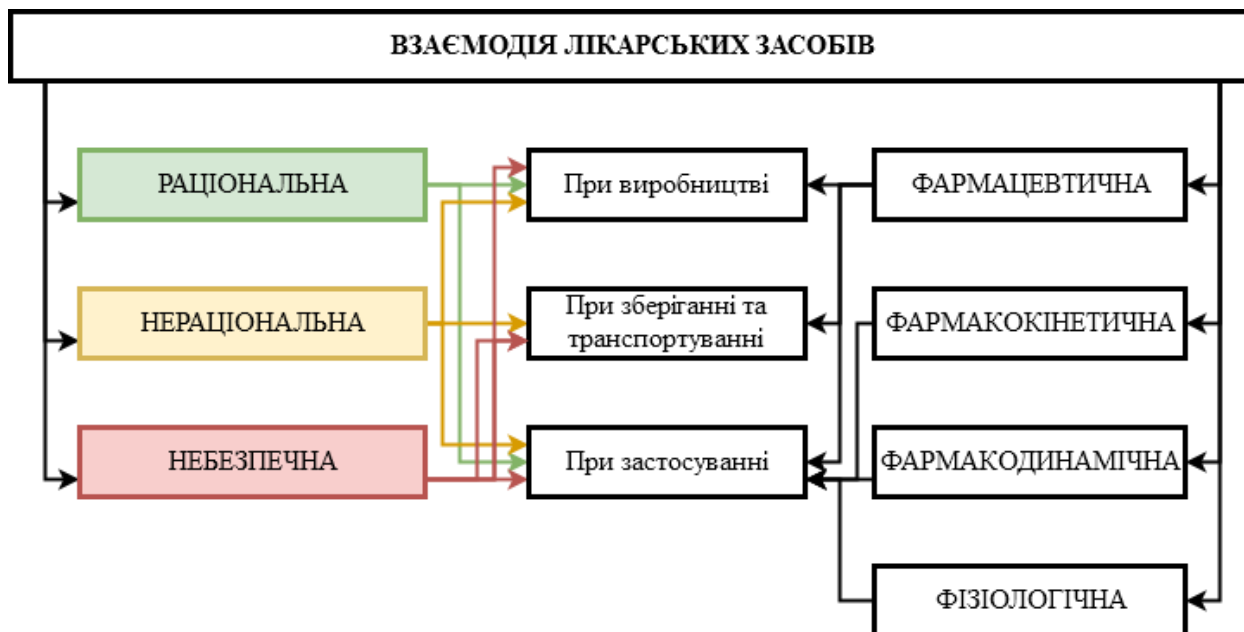 ВЗАЄМОДІЯ ЛІКАРСЬКИХ ЗАСОБІВ
РАЦІОНАЛЬНА
При виробництві
ФАРМАЦЕВТИЧНА
НЕРАЦІОНАЛЬНА
При зберіганні та
транспортуванні
ФАРМАКОКІНЕТИЧНА
НЕБЕЗПЕЧНА
При застосуванні
ФАРМАКОДИНАМІЧНА
ФІЗІОЛОГІЧНА